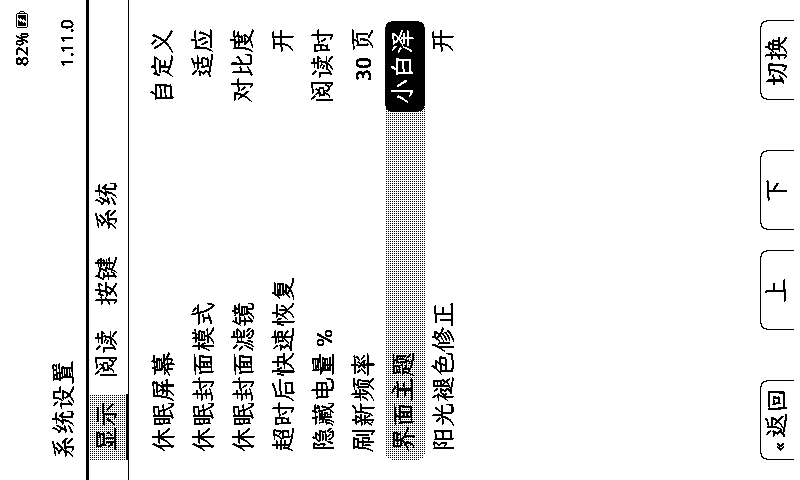 82%
系统设置 1.11.0
显示 阅读 按键 系统
休眠屏幕 自定义
休眠封面模式 适应
休眠封面滤镜 对比度
超时后快速恢复 开
隐藏电量 % 阅读时
刷新频率 30 页
界面主题 小白泽
阳光褪色修正 开
« 返回 上 下 切换